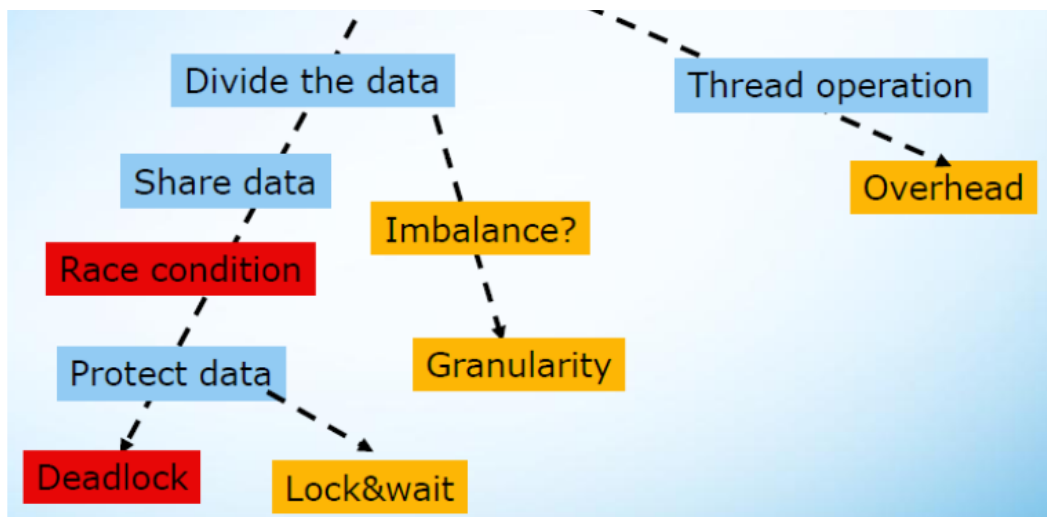 Divide the data
Thread operation
Share data
Overhead
Imbalance?
Race condition
Granularity
Protect data
Deadlock
Lock&wait